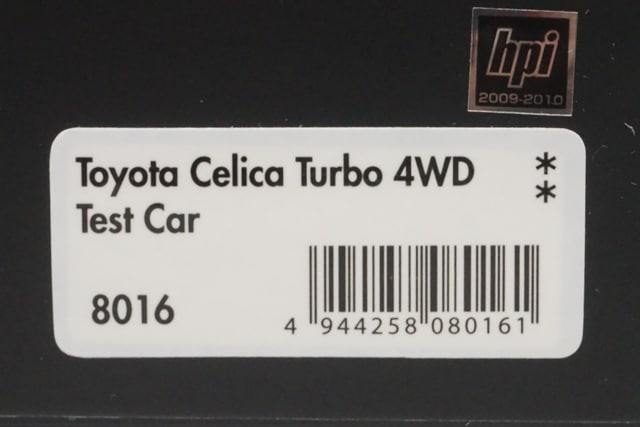 hpi
2009-2010
Toyota Celica Turbo 4WD **
Test Car
8016
4 944258 080161